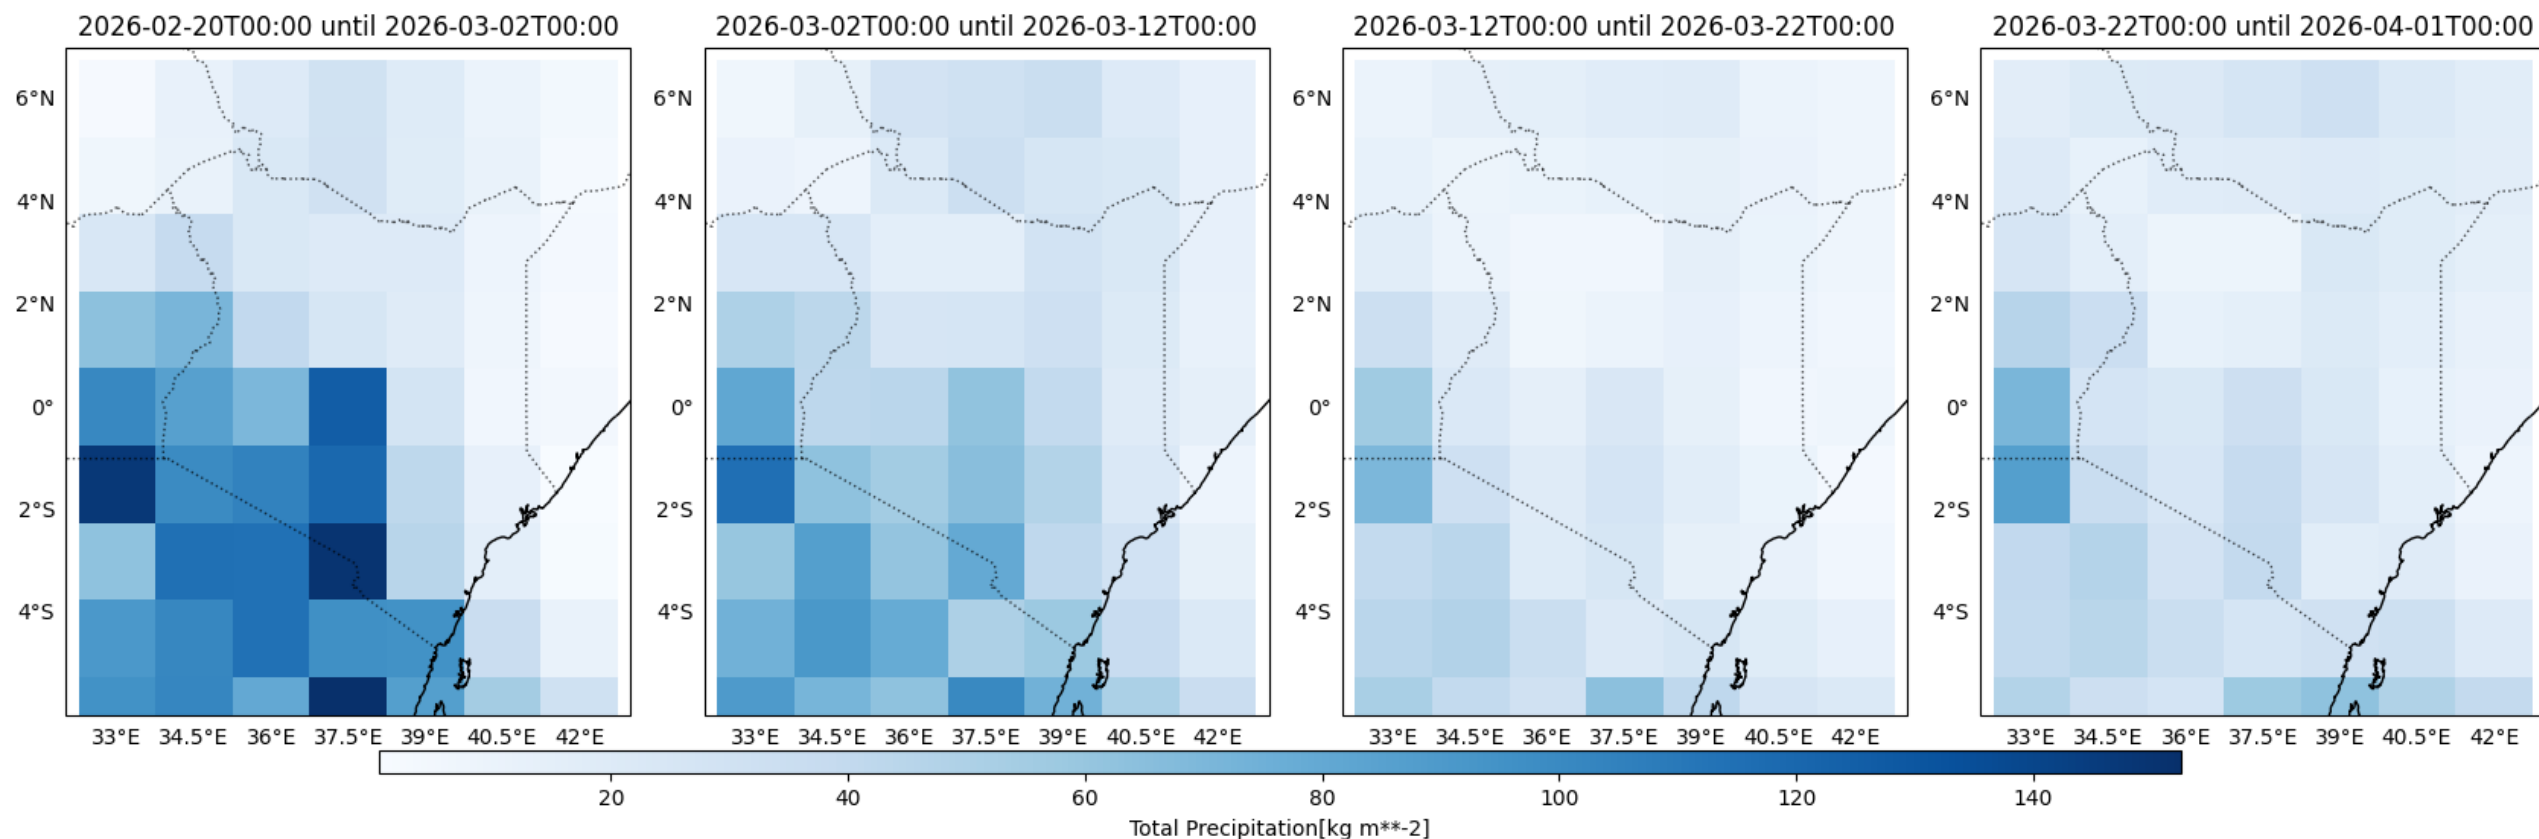 2026-02-20T00:00 until 2026-03-02T00:00 2026-03-02T00:00 until 2026-03-12T00:00 2026-03-12T00:00 until 2026-03-22T00:00 2026-03-22T00:00 until 2026-04-01T00:00
6°N 6°N 6°N 6°N
4°N 4°N 4°N 4°N
2°N 2°N 2°N 2°N
0° 0° 0° 0°
2°S 2°S 2°S 2°S
4°S 4°S 4°S 4°S
33°E 34.5°E 36°E 37.5°E 39°E 40.5°E 42°E 33°E 34.5°E 36°E 37.5°E 39°E 40.5°E 42°E 33°E 34.5°E 36°E 37.5°E 39°E 40.5°E 42°E 33°E 34.5°E 36°E 37.5°E 39°E 40.5°E 42°E
20 40 60 80 100 120 140
Total Precipitation[kg m**-2]